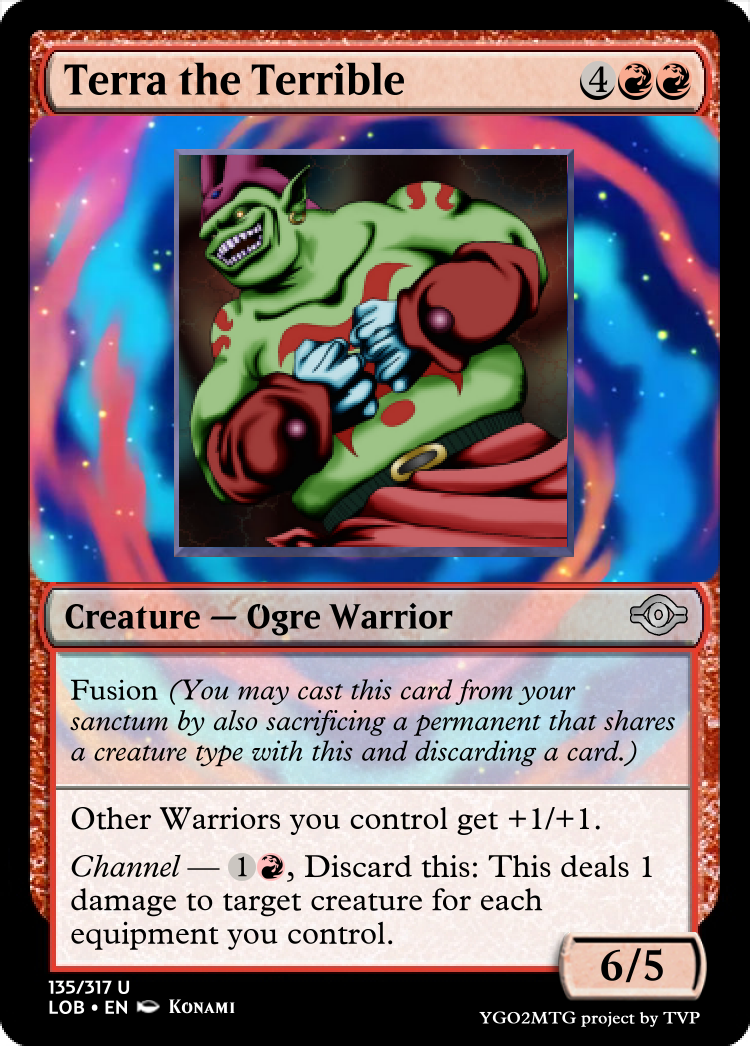 Terra the Terrible 4
Creature — Ogre Warrior
Fusion (You may cast this card from your
sanctum by also sacrificing a permanent that shares
a creature type with this and discarding a card.)
Other Warriors you control get +1/+1.
Channel — 1, Discard this: This deals 1
damage to target creature for each
equipment you control.
6/5
135/317 U
LOB • EN KONAMI
YGO2MTG project by TVP